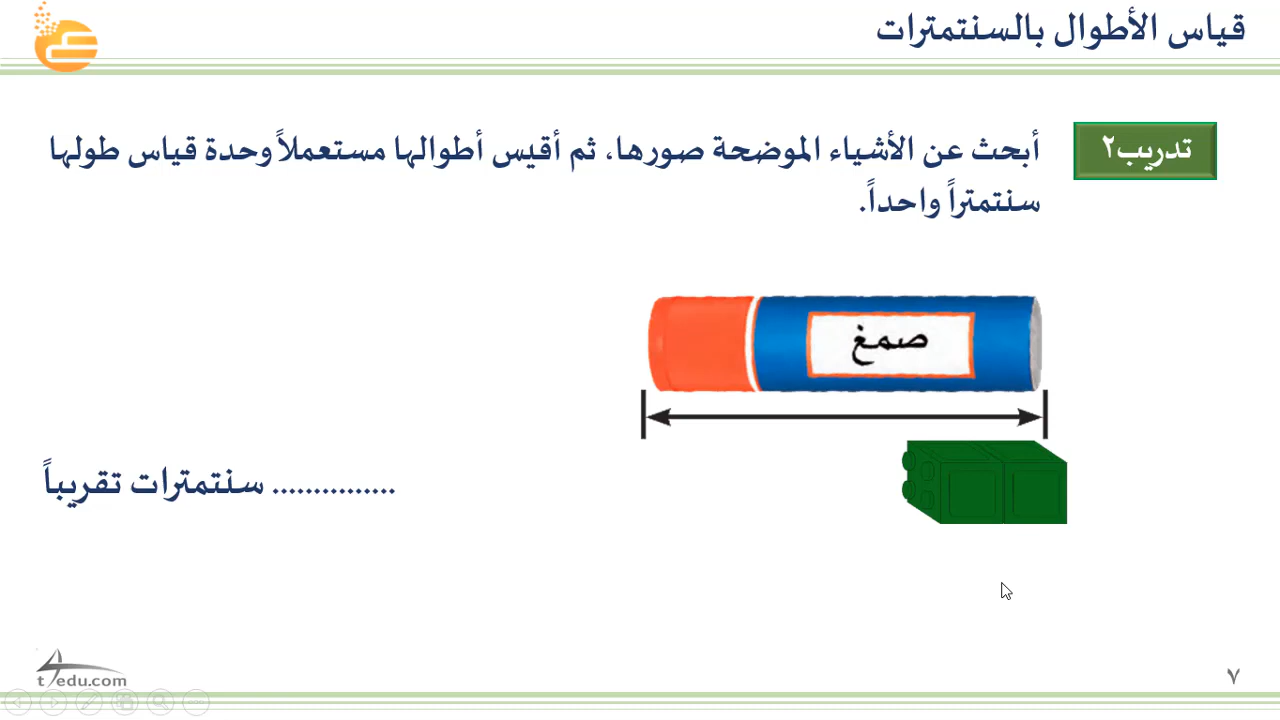 قياس الأطوال بالسنتمترات
تدريب٢
أبحث عن الأشياء الموضحة صورها، ثم أقيس أطوالها مستعملاً وحدة قياس طولها
سنتمتراً واحداً.
صمغ
............... سنتمترات تقريباً
t4edu.com
٧